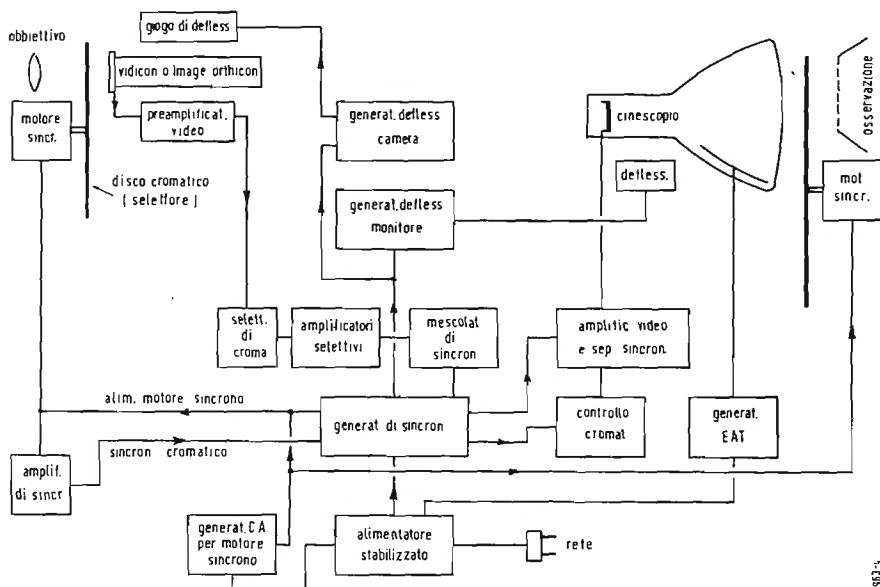 obbiettivo
giogo di defless
vidicon o image orthicon
motore
sincr.
preamplificat.
video
disco cromatico
( selettore )
generat. defless
camera
generat. defless
monitore
cinescopio
defless.
osservazione
mot
sincr.
selett.
di
croma
amplificatori
selettivi
mescolat
di
sincron
amplific video
e sep sincron.
alim. motore sincrono
generat di sincron
controllo
cromat
generat.
EAT
sincron cromatico
amplif.
di sincr
generat. CA
per motore
sincrono
alimentatore
stabilizzato
rete